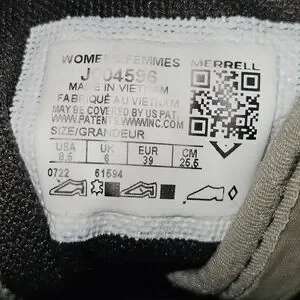 WOMEN'S/FEMMES MERRELL
J004596
MADE IN VIETNAM
FABRIQUÉ AU VIETNAM
MAY BE COVERED BY US PAT.
WWW.PATENTS.WWWINC.COM
SIZE/GRANDEUR
USA UK EUR CM
8.5 6 39 25.5
0722 61594